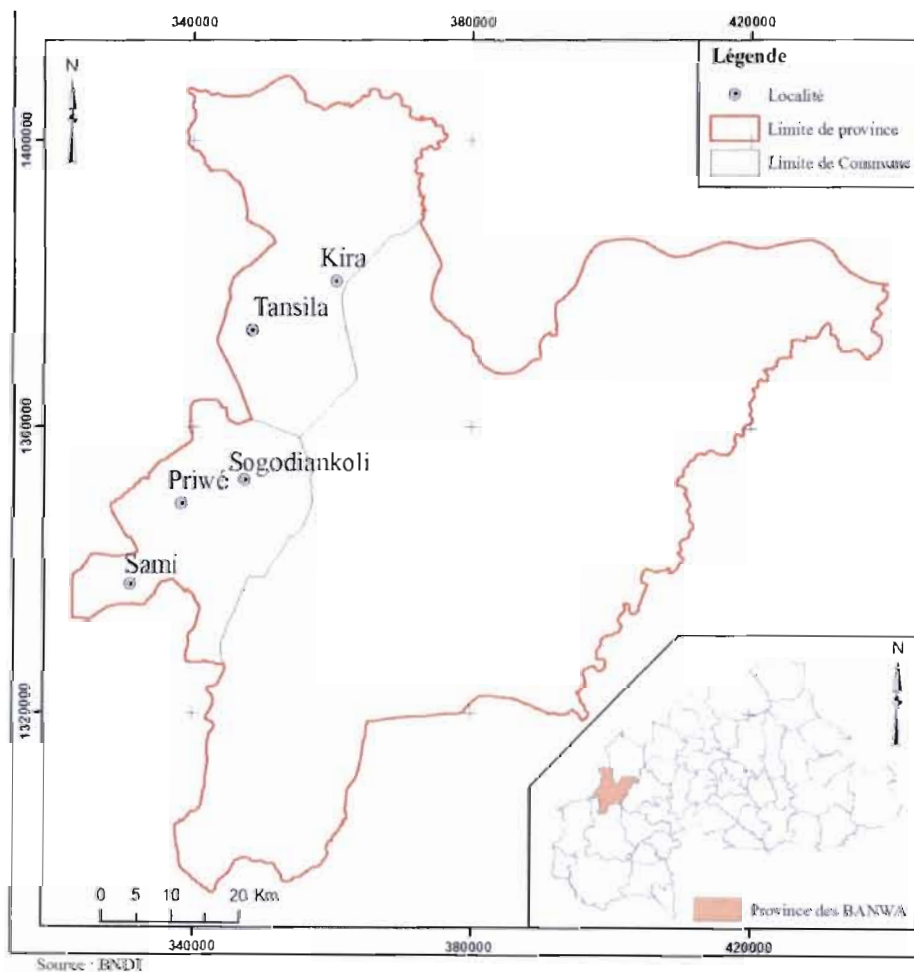 340000 380000 420000
Légende
Localité
Limite de province
Limite de Commune
N
1400000
Kira
Tansila
1360000
Sogodiankoli
Priwé
Sami
1320000
N
0 5 10 20 Km
Province des BANWA
340000 380000 420000
Source : BNDT